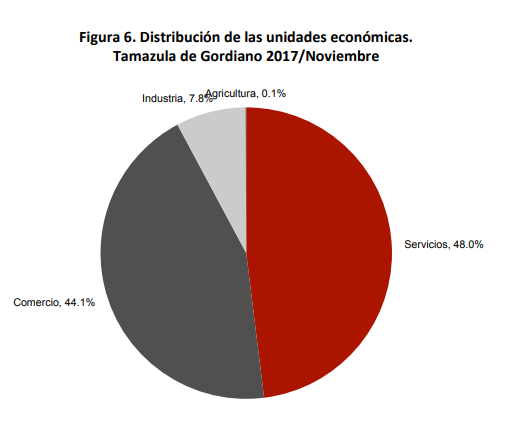 Figura 6. Distribución de las unidades económicas.
Tamazula de Gordiano 2017/Noviembre
Agricultura, 0.1%
Industria, 7.8%
Servicios, 48.0%
Comercio, 44.1%